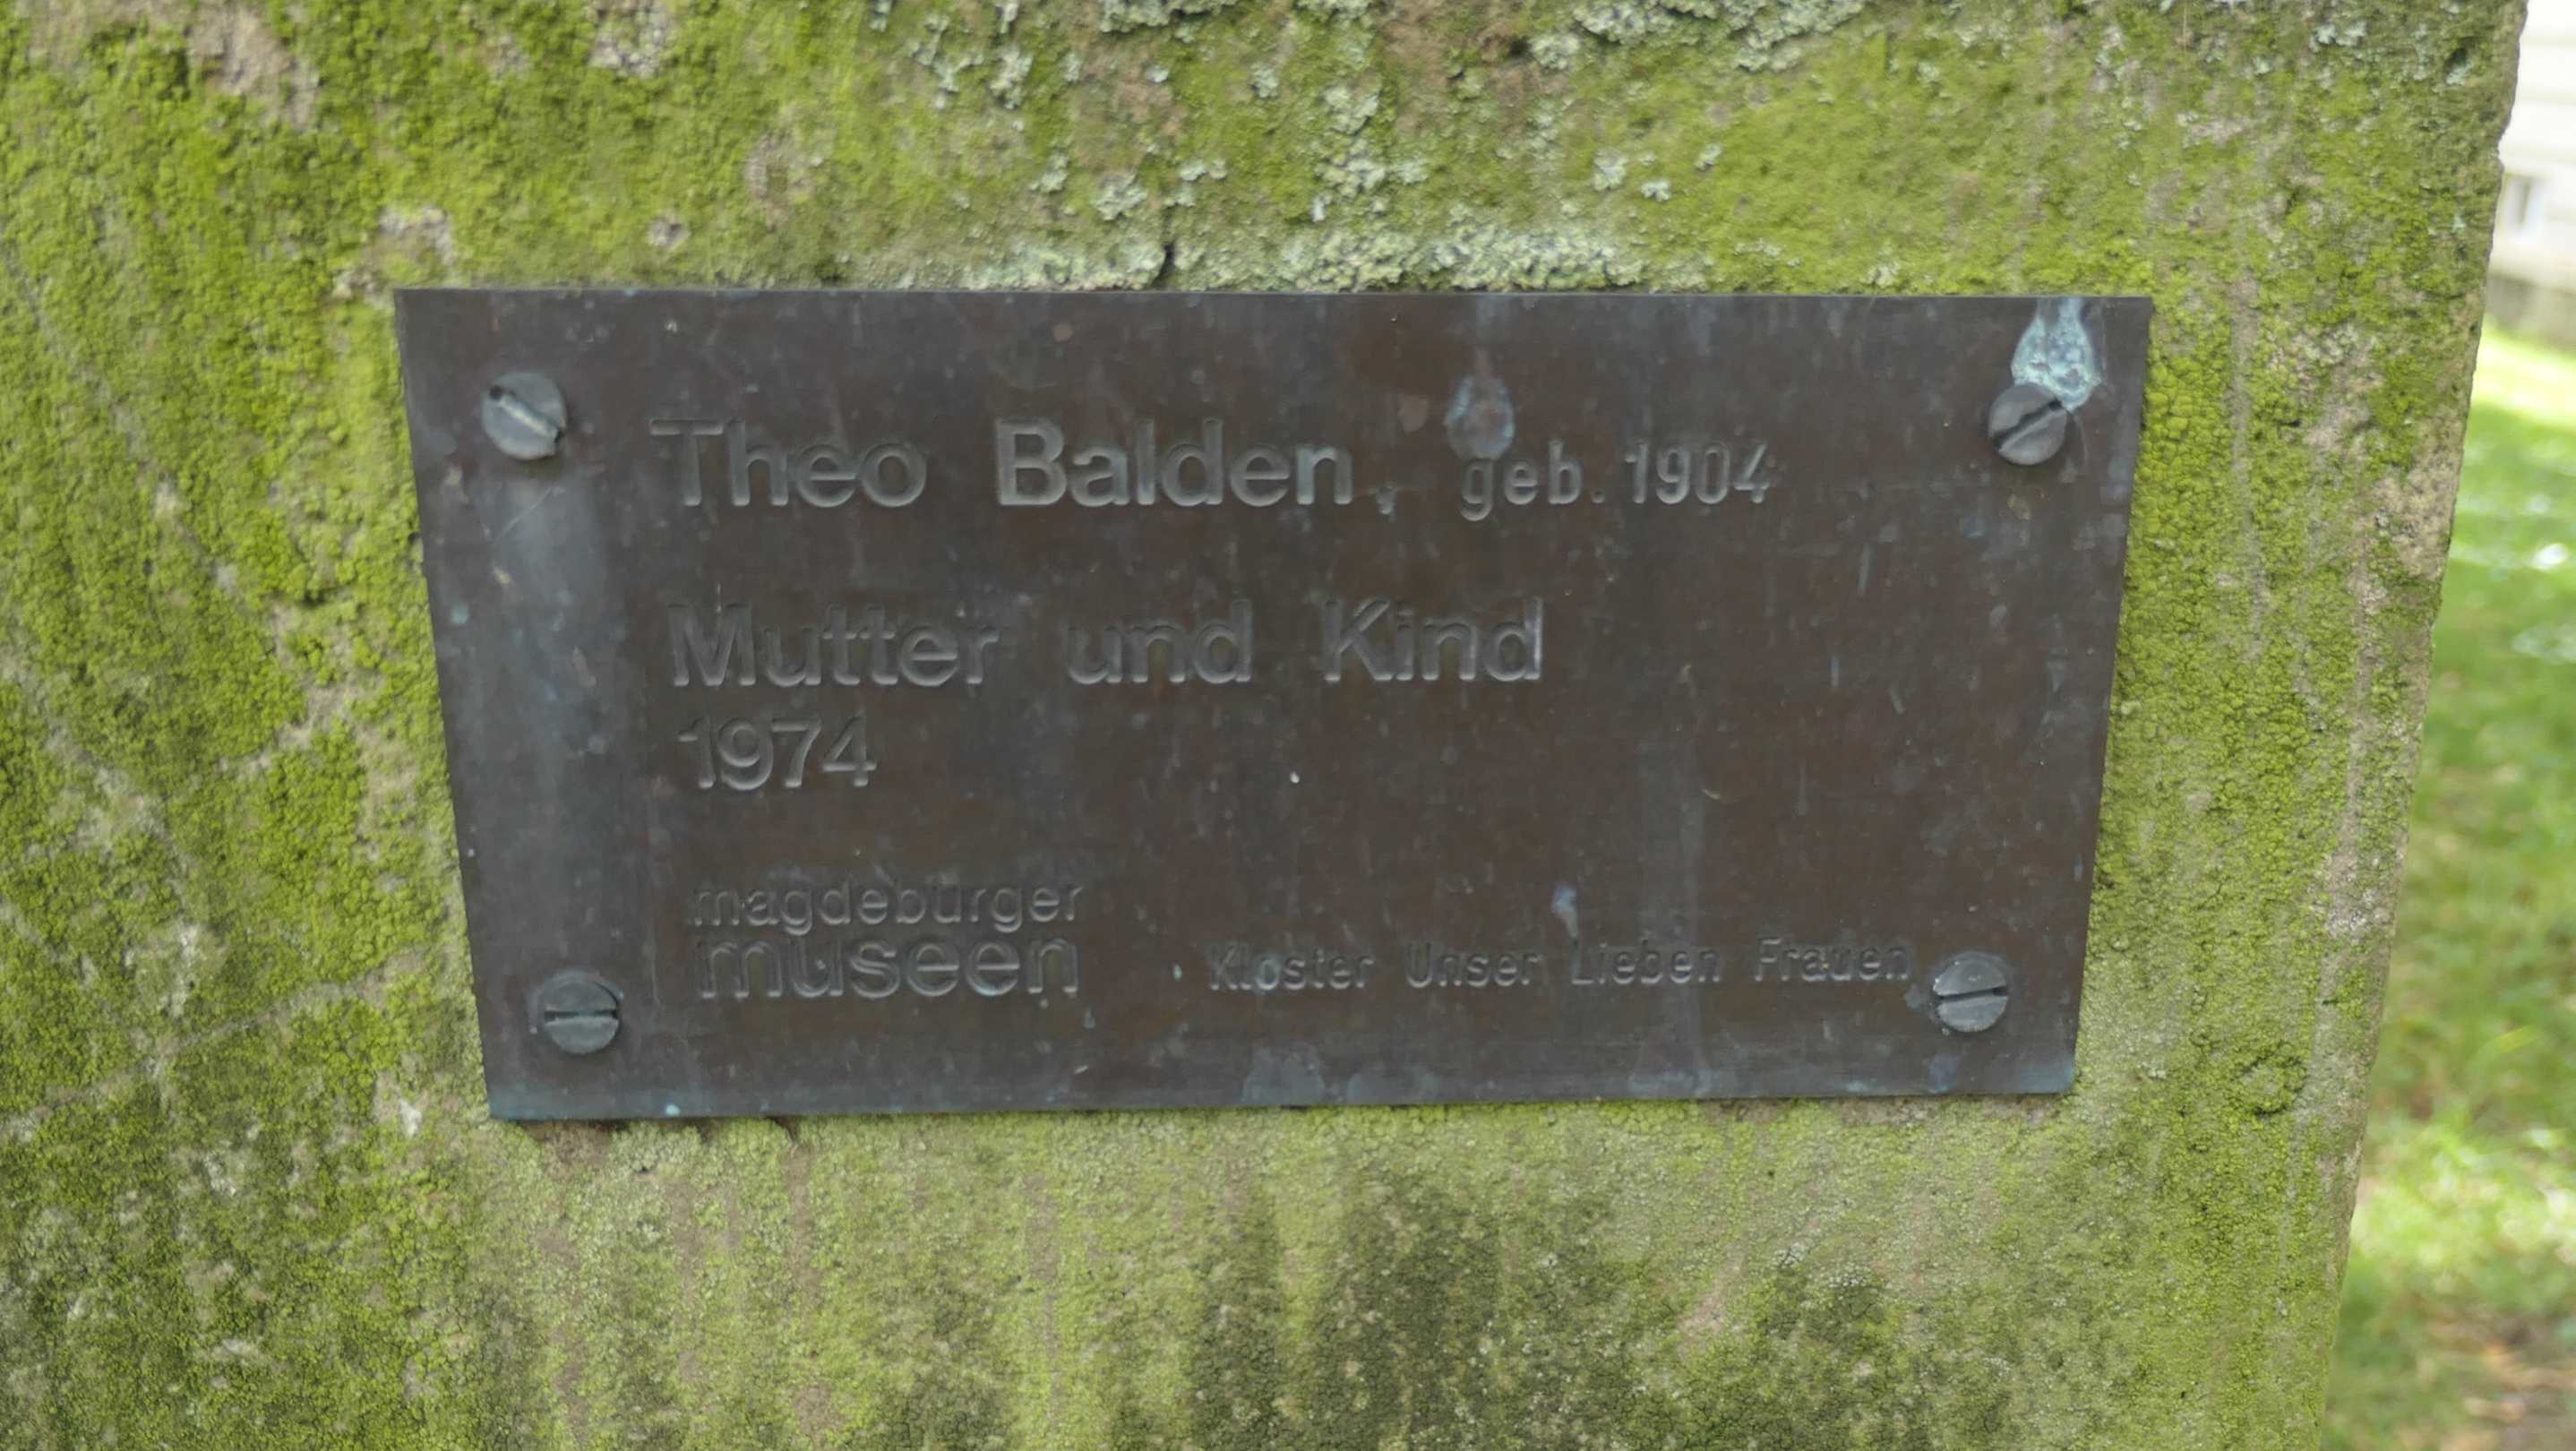 Theo Balden, geb. 1904
Mutter und Kind
1974
magdeburger
museen
Kloster Unser Lieben Frauen